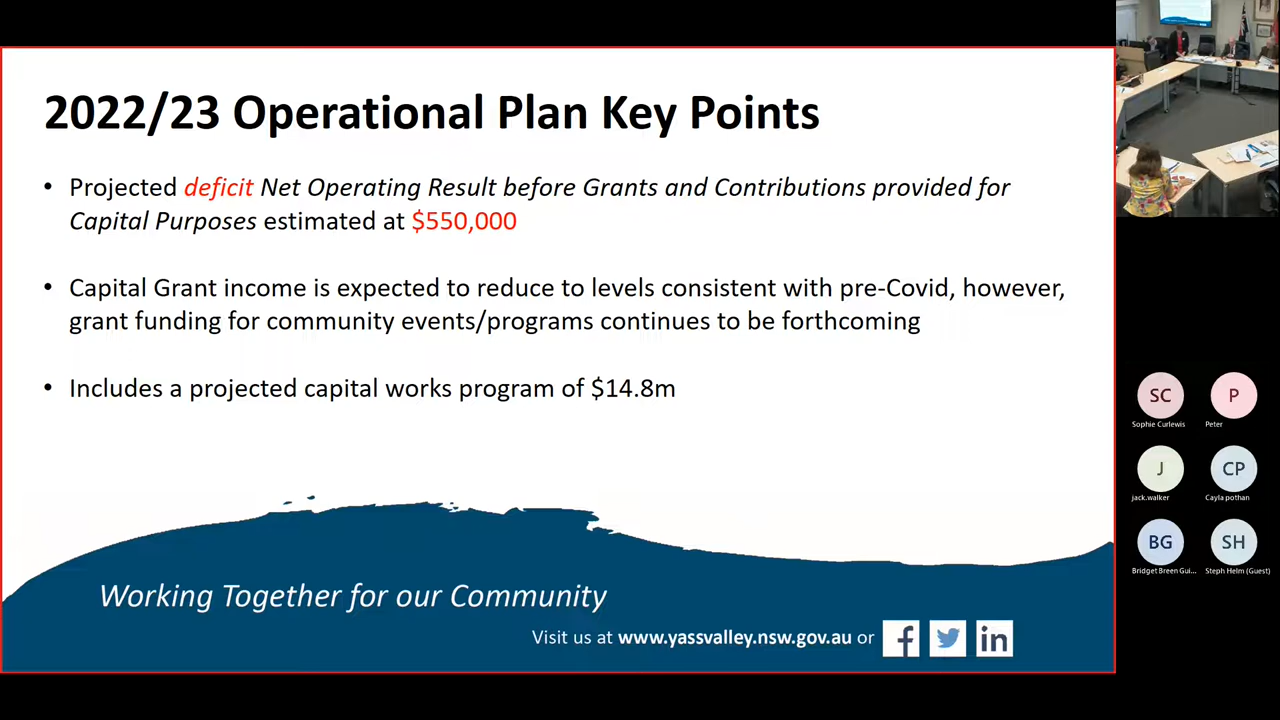 2022/23 Operational Plan Key Points
• Projected deficit Net Operating Result before Grants and Contributions provided for
Capital Purposes estimated at $550,000
• Capital Grant income is expected to reduce to levels consistent with pre-Covid, however,
grant funding for community events/programs continues to be forthcoming
• Includes a projected capital works program of $14.8m
Working Together for our Community
Visit us at www.yassvalley.nsw.gov.au or
SC
Sophie Curlewis
P
Peter
J
jack.walker
CP
Cayla pothan
BG
Bridget Breen Gui...
SH
Steph Helm (Guest)